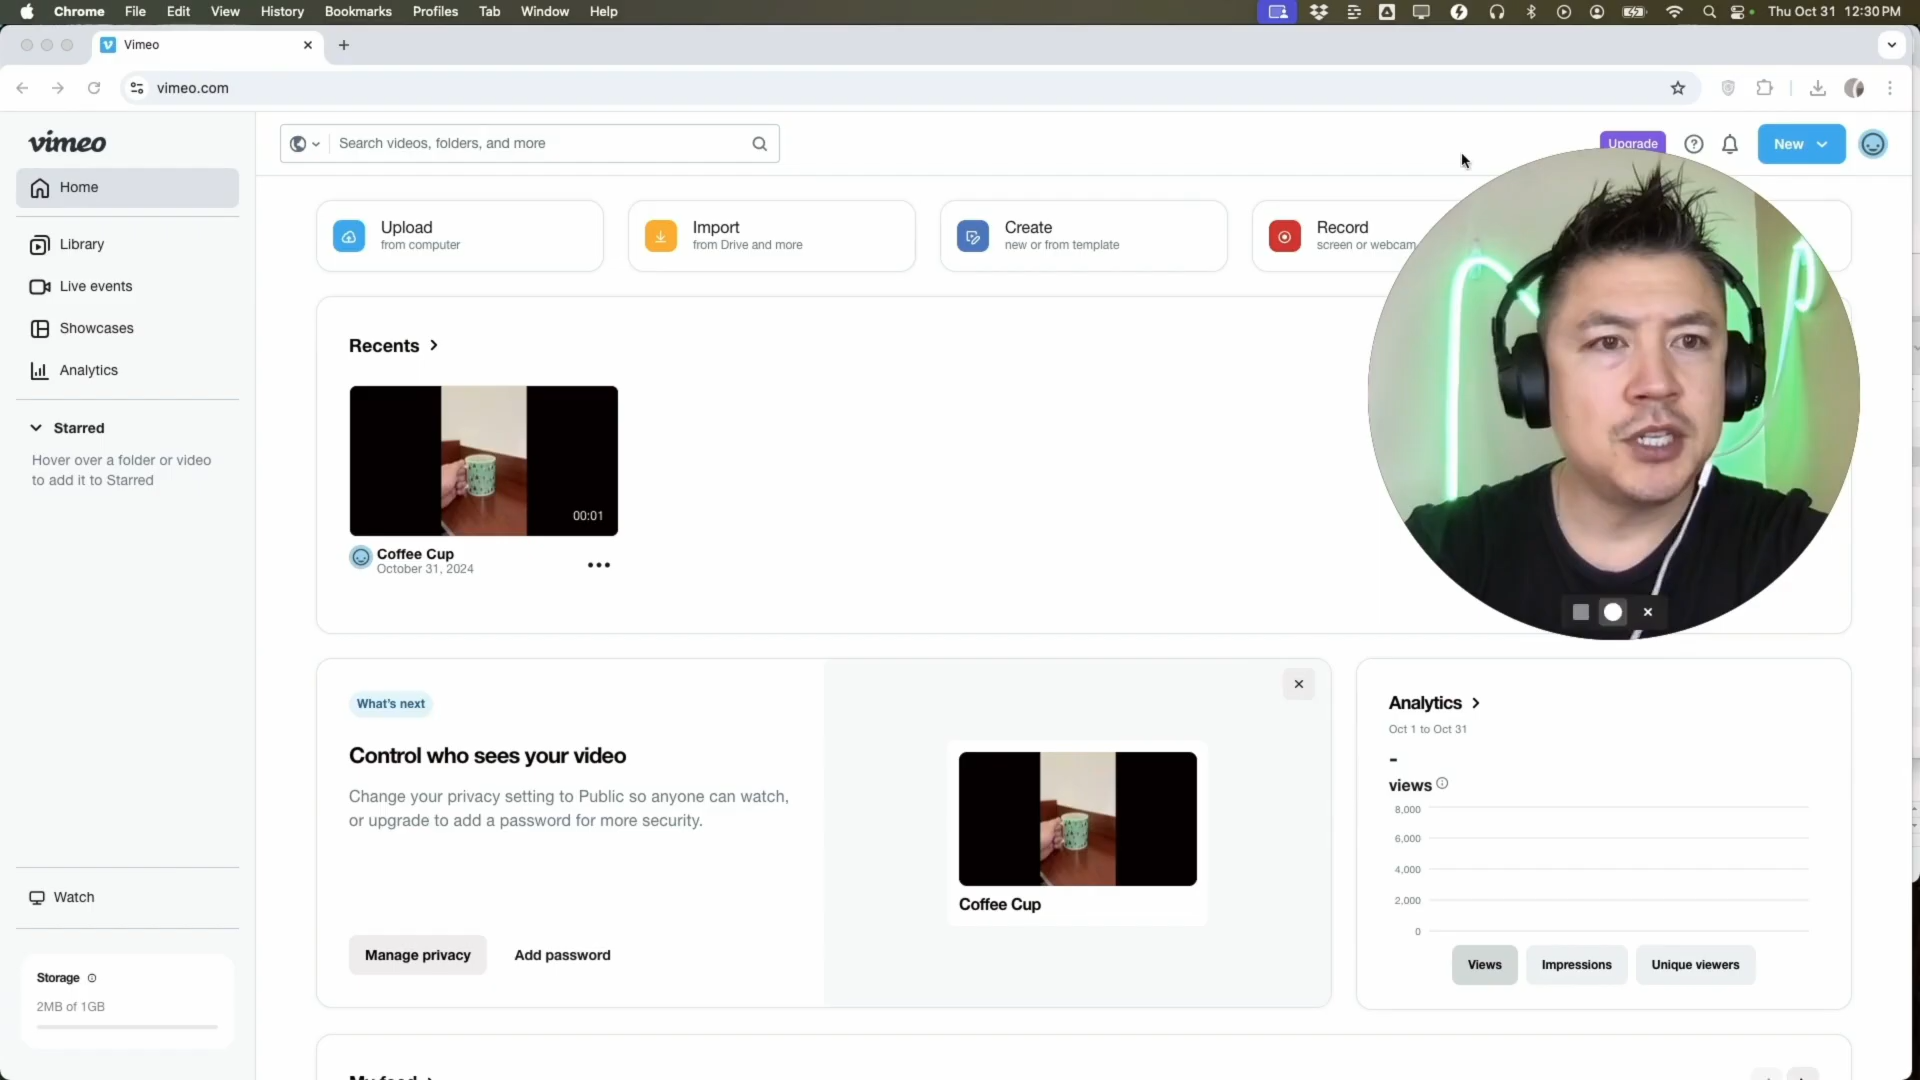 Chrome File Edit View History Bookmarks Profiles Tab Window Help Thu Oct 31 12:30 PM
Vimeo
vimeo.com
vimeo
Search videos, folders, and more
Upgrade
New
Home
Library
Live events
Showcases
Analytics
Starred
Hover over a folder or video
to add it to Starred
Watch
Storage
2MB of 1GB
Upload
from computer
Import
from Drive and more
Create
new or from template
Record
screen or webcam
Recents
00:01
Coffee Cup
October 31, 2024
What's next
Control who sees your video
Change your privacy setting to Public so anyone can watch,
or upgrade to add a password for more security.
Manage privacy
Add password
Coffee Cup
Analytics
Oct 1 to Oct 31
-
views
8,000
6,000
4,000
2,000
0
Views
Impressions
Unique viewers